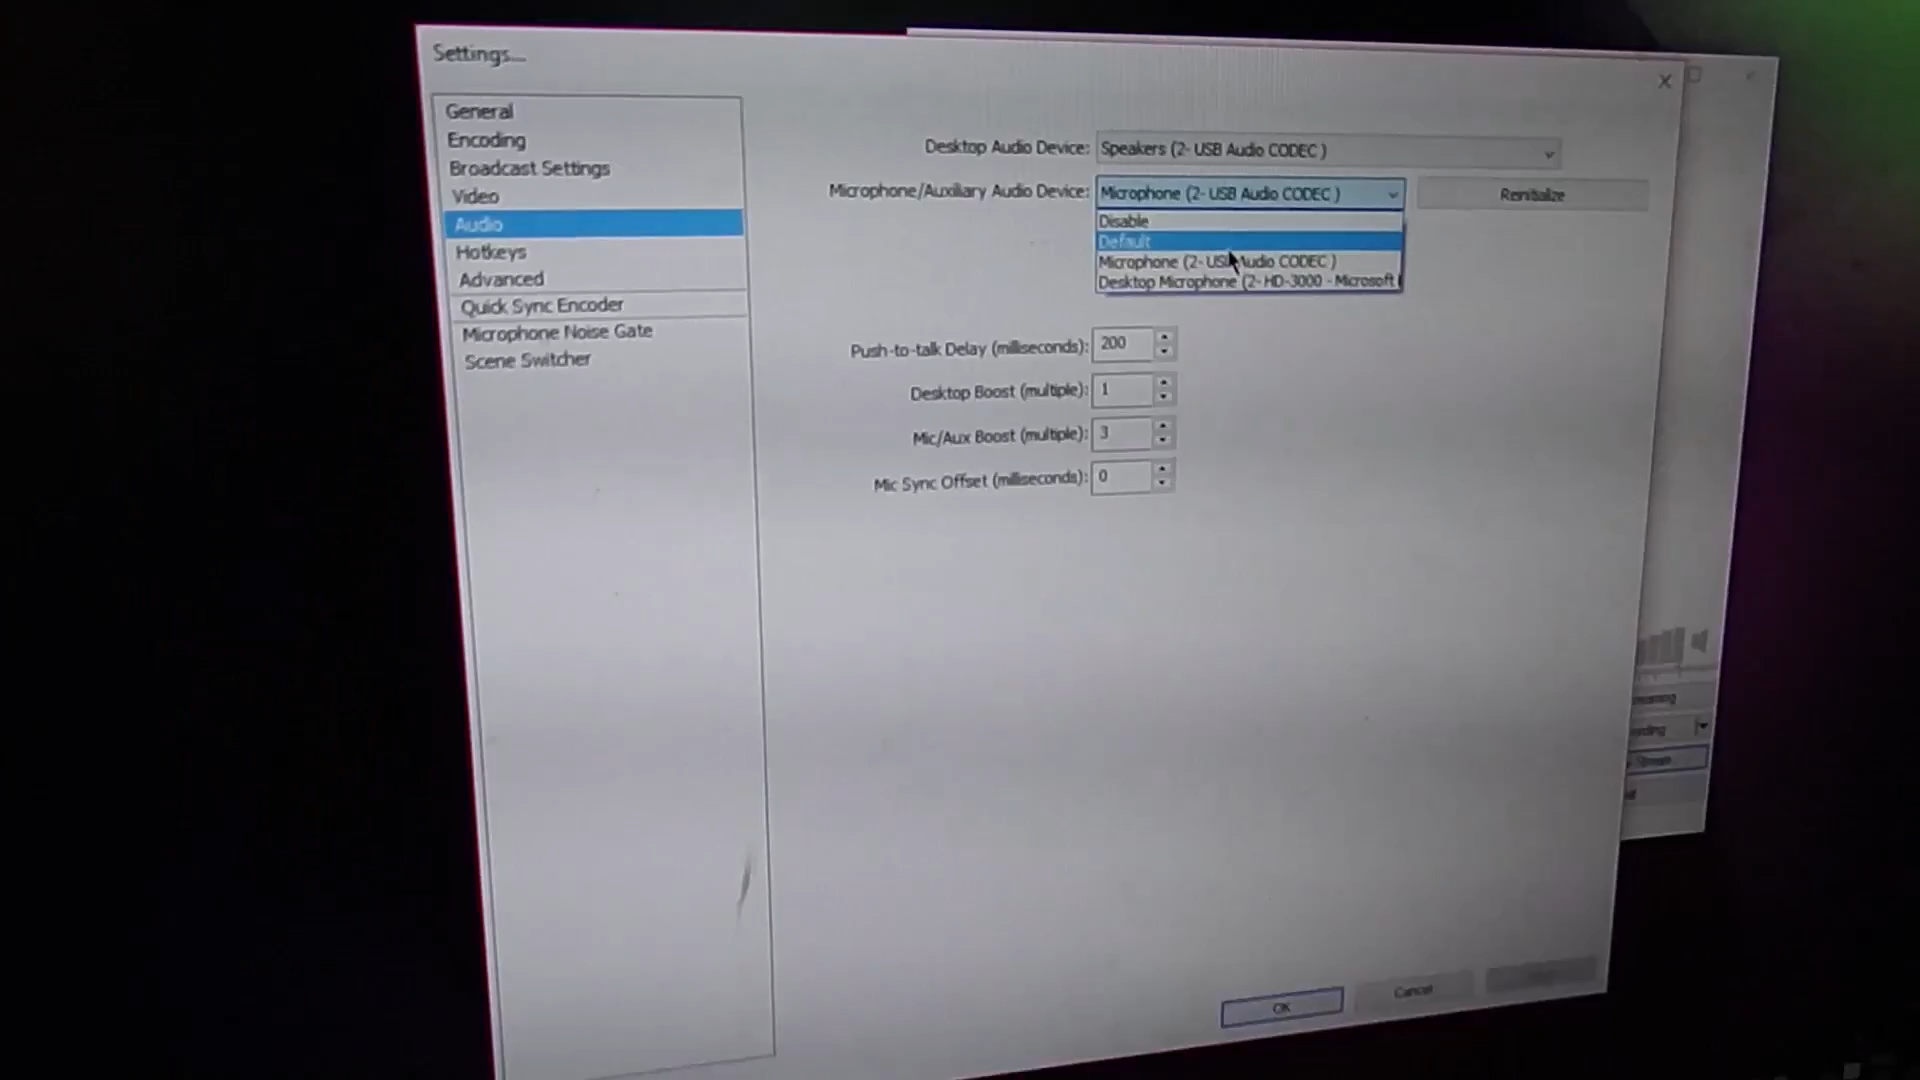 Settings...
General
Encoding
Broadcast Settings
Video
Audio
Hotkeys
Advanced
Quick Sync Encoder
Microphone Noise Gate
Scene Switcher
Desktop Audio Device: Speakers (2- USB Audio CODEC )
Microphone/Auxiliary Audio Device: Microphone (2- USB Audio CODEC ) Reinitialize
Disable
Default
Microphone (2- USB Audio CODEC )
Desktop Microphone (2- HD-3000 - Microsoft
Push-to-talk Delay (milliseconds): 200
Desktop Boost (multiple): 1
Mic/Aux Boost (multiple): 3
Mic Sync Offset (milliseconds): 0
OK Cancel